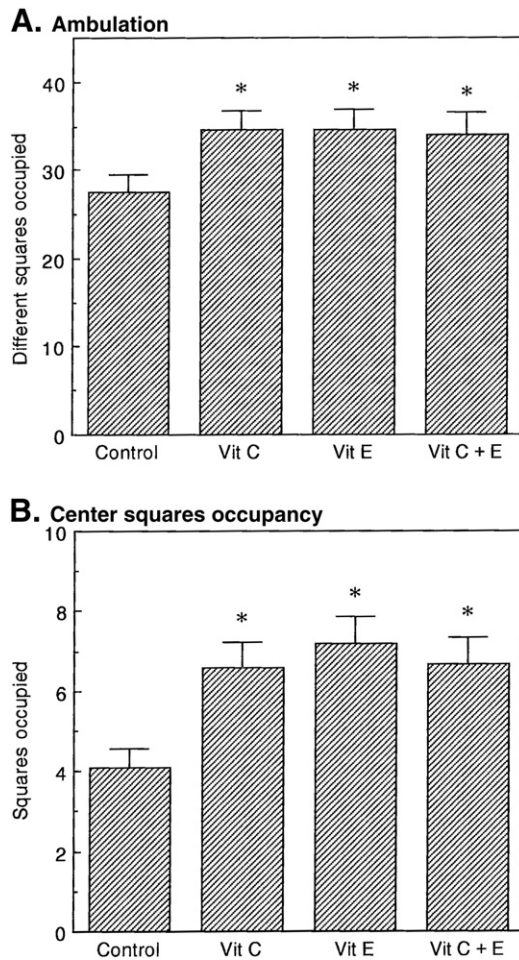 A. Ambulation
Different squares occupied
40
30
20
10
0
* * *
Control Vit C Vit E Vit C + E
B. Center squares occupancy
Squares occupied
10
8
6
4
2
0
* * *
Control Vit C Vit E Vit C + E